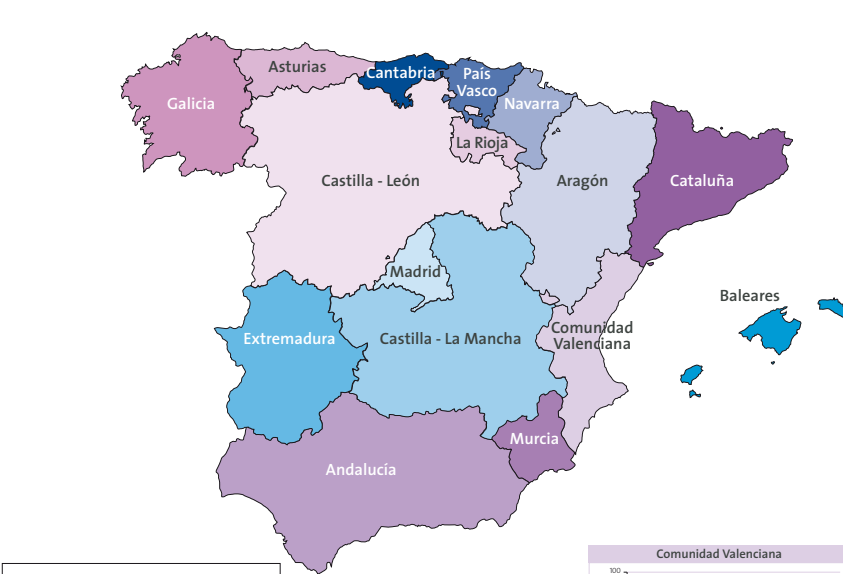 Asturias
Cantabria
País
Vasco
Navarra
Galicia
La Rioja
Castilla - León
Aragón
Cataluña
Madrid
Baleares
Extremadura
Castilla - La Mancha
Comunidad
Valenciana
Murcia
Andalucía
Comunidad Valenciana
100